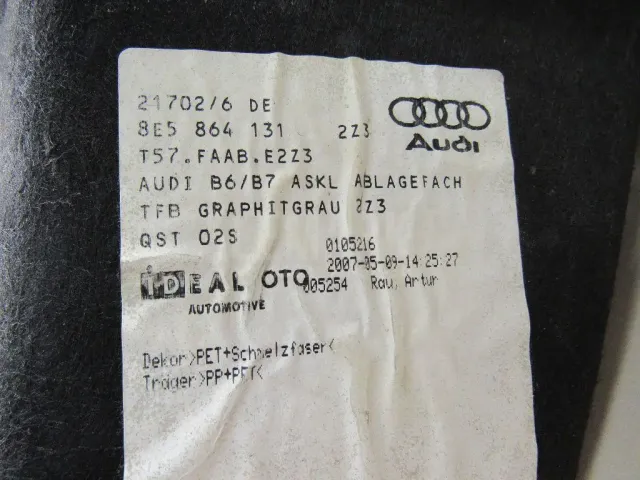 21702/6 DE
8E5 864 131 2Z3
Audi
T57.FAAB.E2Z3
AUDI B6/B7 ASKL ABLAGEFACH
TFB GRAPHITGRAU 2Z3
QST 02S 0105216
2007-05-09-14:25:27
IDEAL OTO 005254 Rau, Artur
AUTOMOTIVE
Dekor>PET+Schmelzfaser<
Träger>PP+PET<